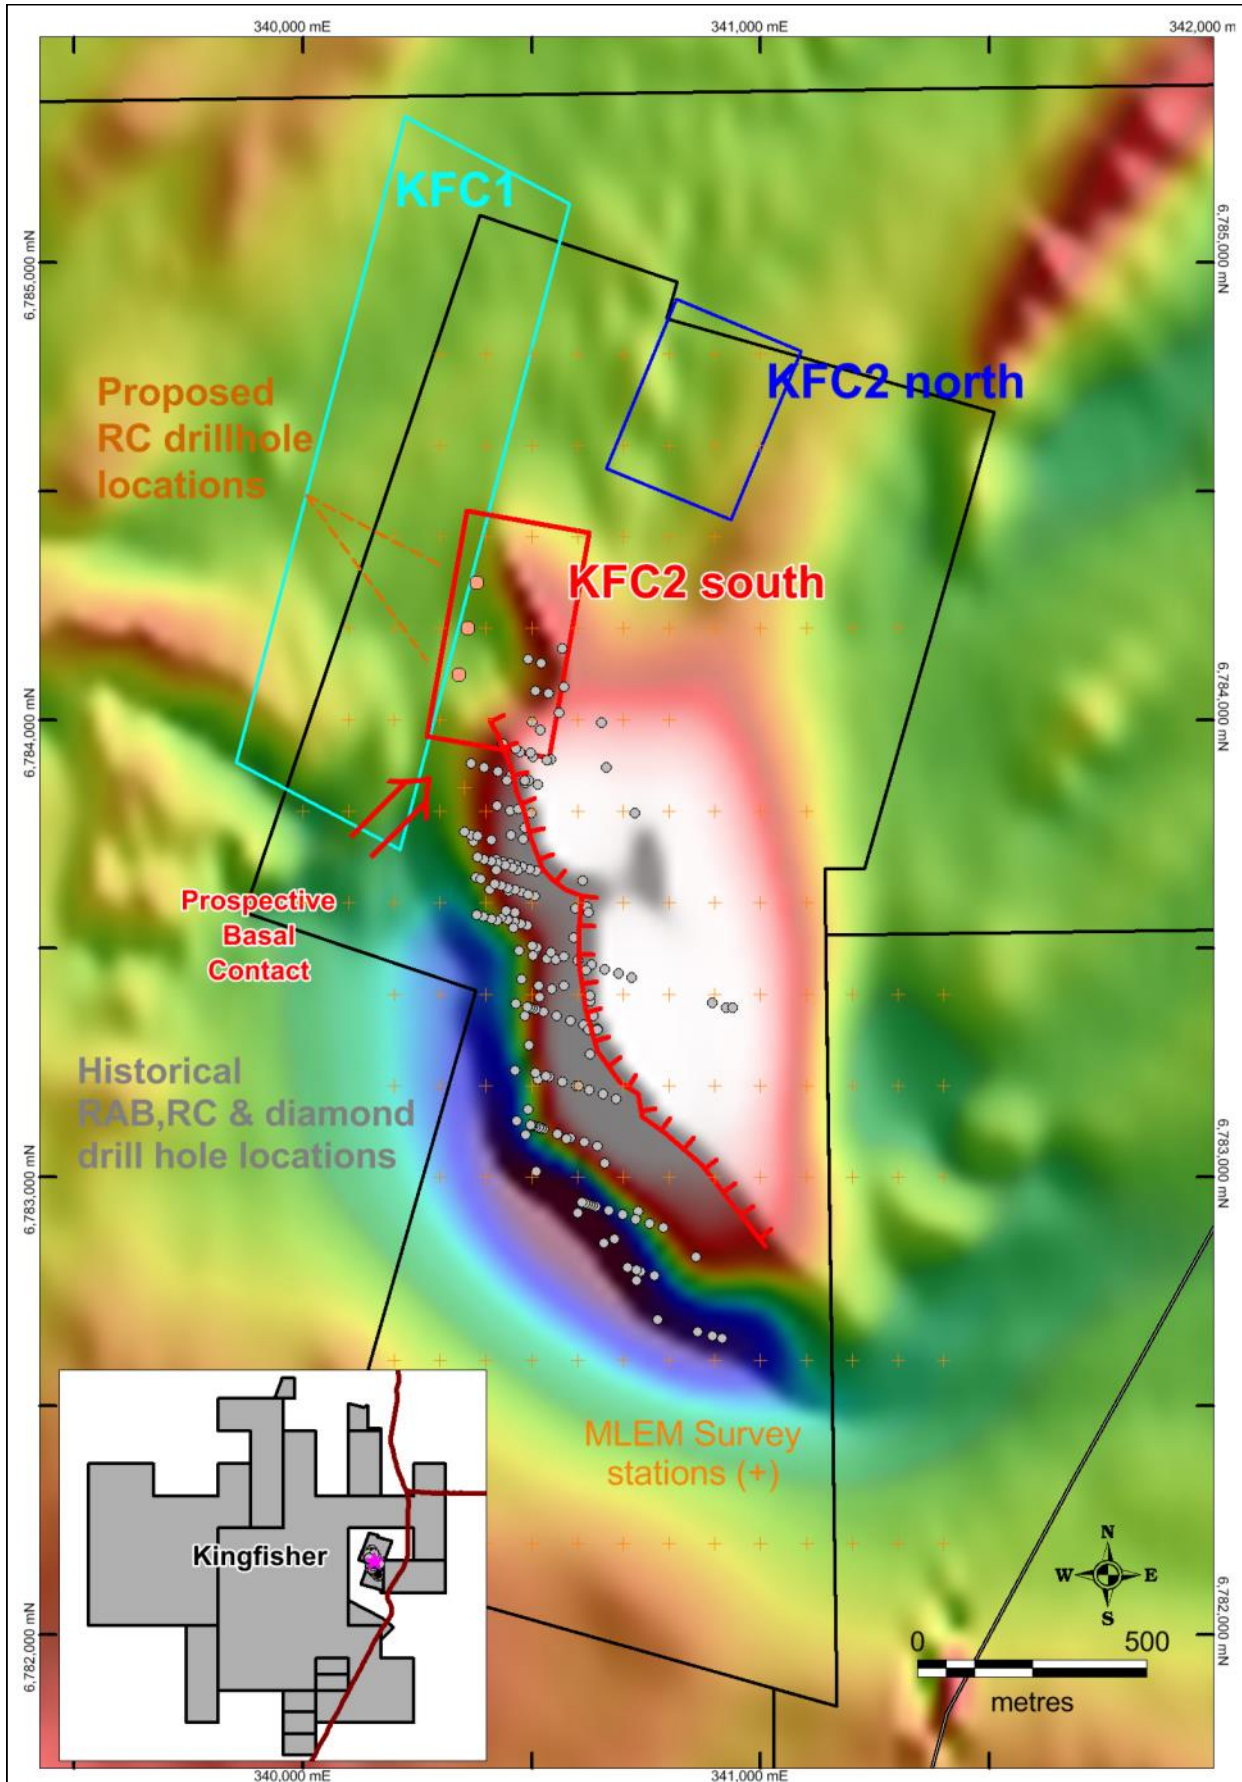 340,000 mE
341,000 mE
342,000 m
6,785,000 mN
6,785,000 mN
KFC1
KFC2 north
Proposed
RC drillhole
locations
KFC2 south
6,784,000 mN
6,784,000 mN
Prospective
Basal
Contact
Historical
RAB,RC & diamond
drill hole locations
6,783,000 mN
6,783,000 mN
MLEM Survey
stations (+)
Kingfisher
N
W
E
S
0
500
metres
6,782,000 mN
6,782,000 mN
340,000 mE
341,000 mE